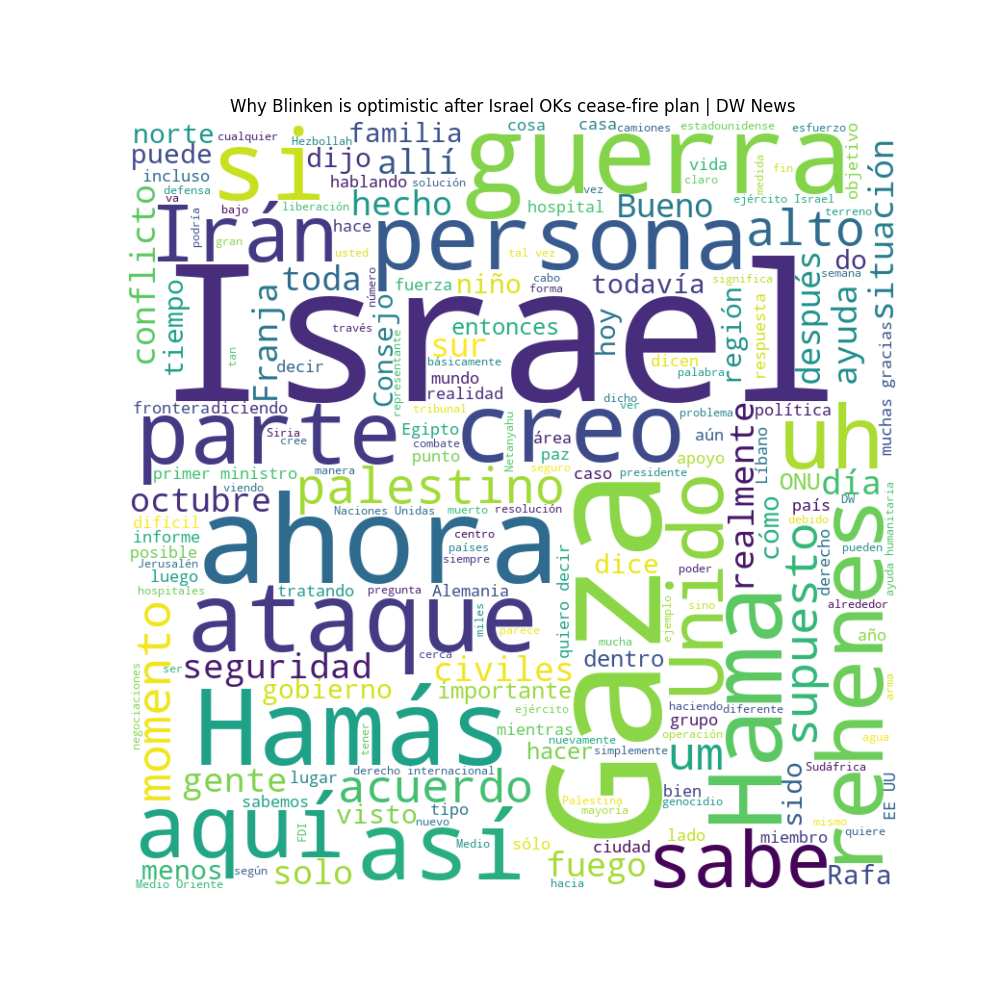 Why Blinken is optimistic after Israel OKs cease-fire plan | DW News
norte
cualquier
Hezbollah
familia
cosa
casa
camiones
estadounidense
esfuerzo
objetivo
puede
si
dijo
allí
guerra
vida
medida
fin
claro
incluso
defensa
hablando
solución
vez
ejército Israel
situación
va
bajo
liberación
hecho
hospital
Bueno
terreno
conflicto
podría
gran
Irán
hace
usted
persona
tal vez
alto
do
toda
número
fuerza
niño
cabo
forma
todavía
significa
semana
tiempo
Franja
Israel
Consejo
entonces
hoy
región
respuesta
después
ayuda
muchas gracias
través
tan
decir
representante
básicamente
sur
dicen
palabra
mundo
realidad
dicho
ver
frontera
diciendo
tribunal
problema
política
parte
Siria
cree
Egipto
combate
punto
Netanyahu
creo
área
paz
aún
realmente
Líbano
uh
primer ministro
manera
seguro
caso
apoyo
presidente
viendo
palestino
ONU
día
octubre
Naciones Unidas
muerto
resolución
país
DW
difícil
ahora
centro
Gaza
Unido
cómo
debido
informe
posible
países
siempre
derecho
pueden
rehenes
ayuda humanitaria
Jerusalén
luego
hospitales
tratando
pregunta
Alemania
quiero decir
dice
poder
supuesto
momento
ataque
miles
parece
ejemplo
sino
Hama
alrededor
año
mucha
cerca
dentro
ser
seguridad
civiles
arma
negociaciones
gobierno
importante
haciendo
diferente
grupo
Hamás
ejército
mientras
operación
agua
tener
nuevamente
hacer
simplemente
um
gente
lugar
derecho internacional
Sudáfrica
acuerdo
bien
sido
EE UU
sabemos
visto
tipo
Palestina
mayoría
genocidio
aquí
FDI
nuevo
así
Medio
sólo
lado
miembro
mismo
quiere
menos
según
solo
ciudad
fuego
sabe
Rafa
Medio Oriente
hacia